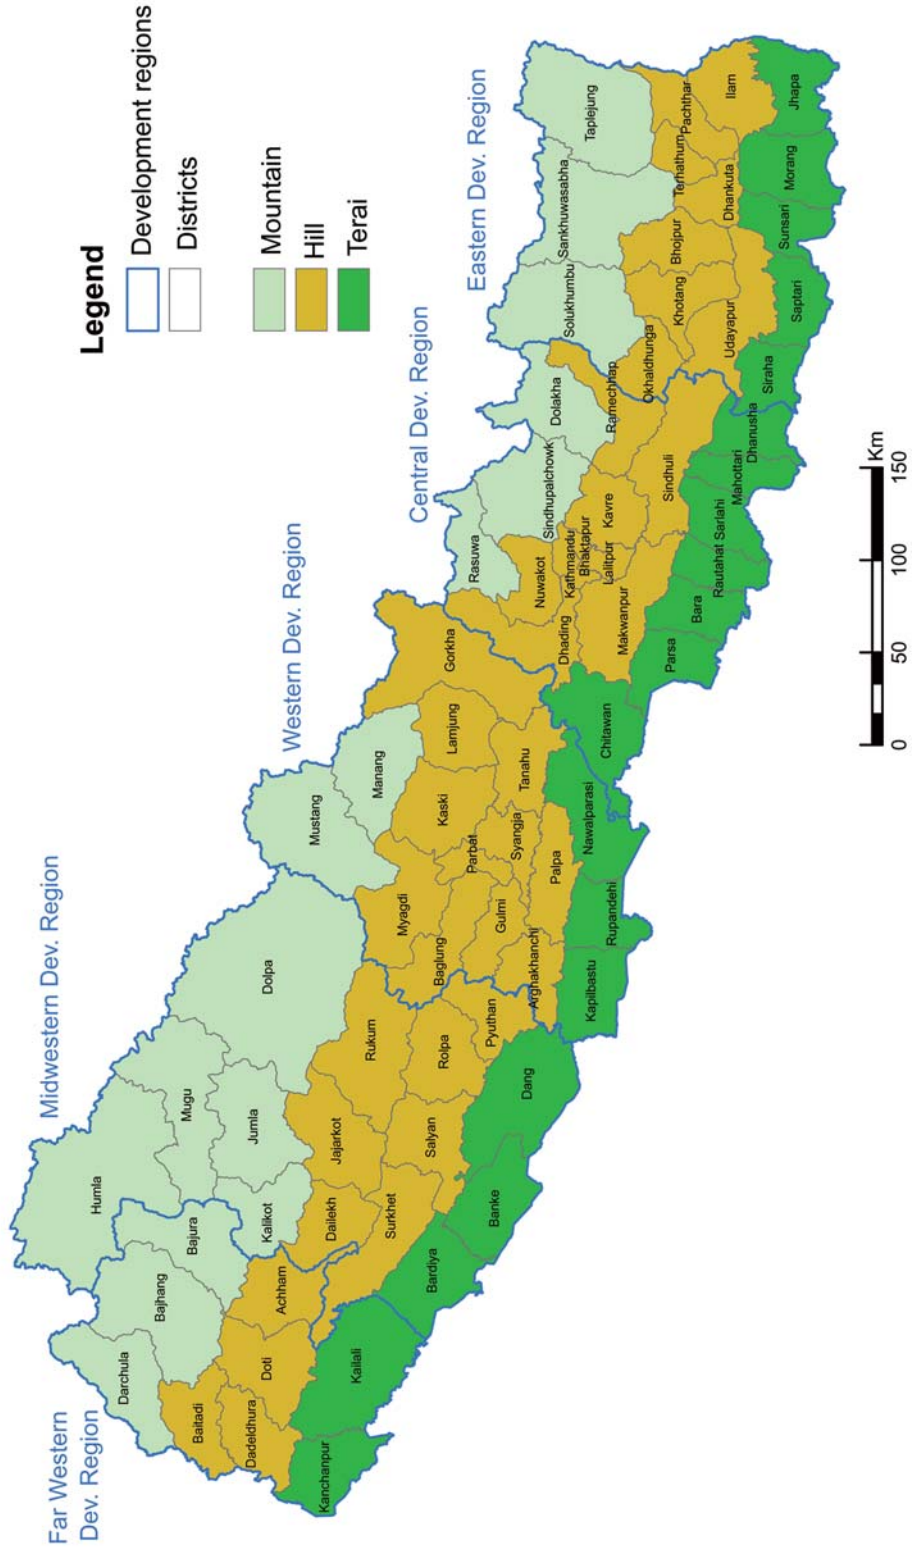 Legend
Development regions
Districts
Mountain
Hill
Terai
Far Western
Dev. Region
Midwestern Dev. Region
Western Dev. Region
Central Dev. Region
Eastern Dev. Region
Darchula
Bajhang
Bajura
Humla
Baitadi
Dadeldhura
Doti
Achham
Kanchanpur
Kailali
Mugu
Jumla
Kalikot
Dolpa
Dailekh
Jajarkot
Rukum
Surkhet
Salyan
Rolpa
Pyuthan
Bardiya
Banke
Dang
Mustang
Manang
Myagdi
Baglung
Kaski
Parbat
Lamjung
Gorkha
Gulmi
Syangja
Tanahu
Arghakhanchi
Palpa
Kapilbastu
Rupandehi
Nawalparasi
Rasuwa
Sindhupalchowk
Dolakha
Nuwakot
Dhading
Kathmandu
Bhaktapur
Lalitpur
Kavre
Ramechhap
Makwanpur
Sindhuli
Chitawan
Parsa
Bara
Rautahat
Sarlahi
Mahottari
Dhanusha
Solukhumbu
Sankhuwasabha
Taplejung
Okhaldhunga
Khotang
Bhojpur
Terhathum
Pachthar
Udayapur
Dhankuta
Ilam
Siraha
Saptari
Sunsari
Morang
Jhapa
0 50 100 150
Km